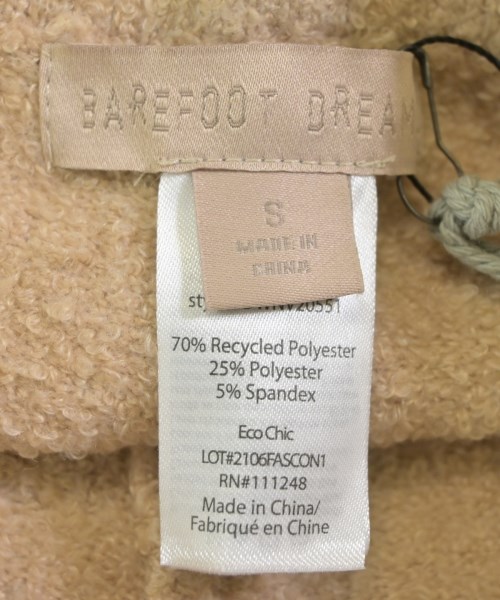 BAREFOOT DREAM
S
MADE IN
CHINA
70% Recycled Polyester
25% Polyester
5% Spandex
Eco Chic
LOT#2106FASCON1
RN#111248
Made in China/
Fabriqué en Chine